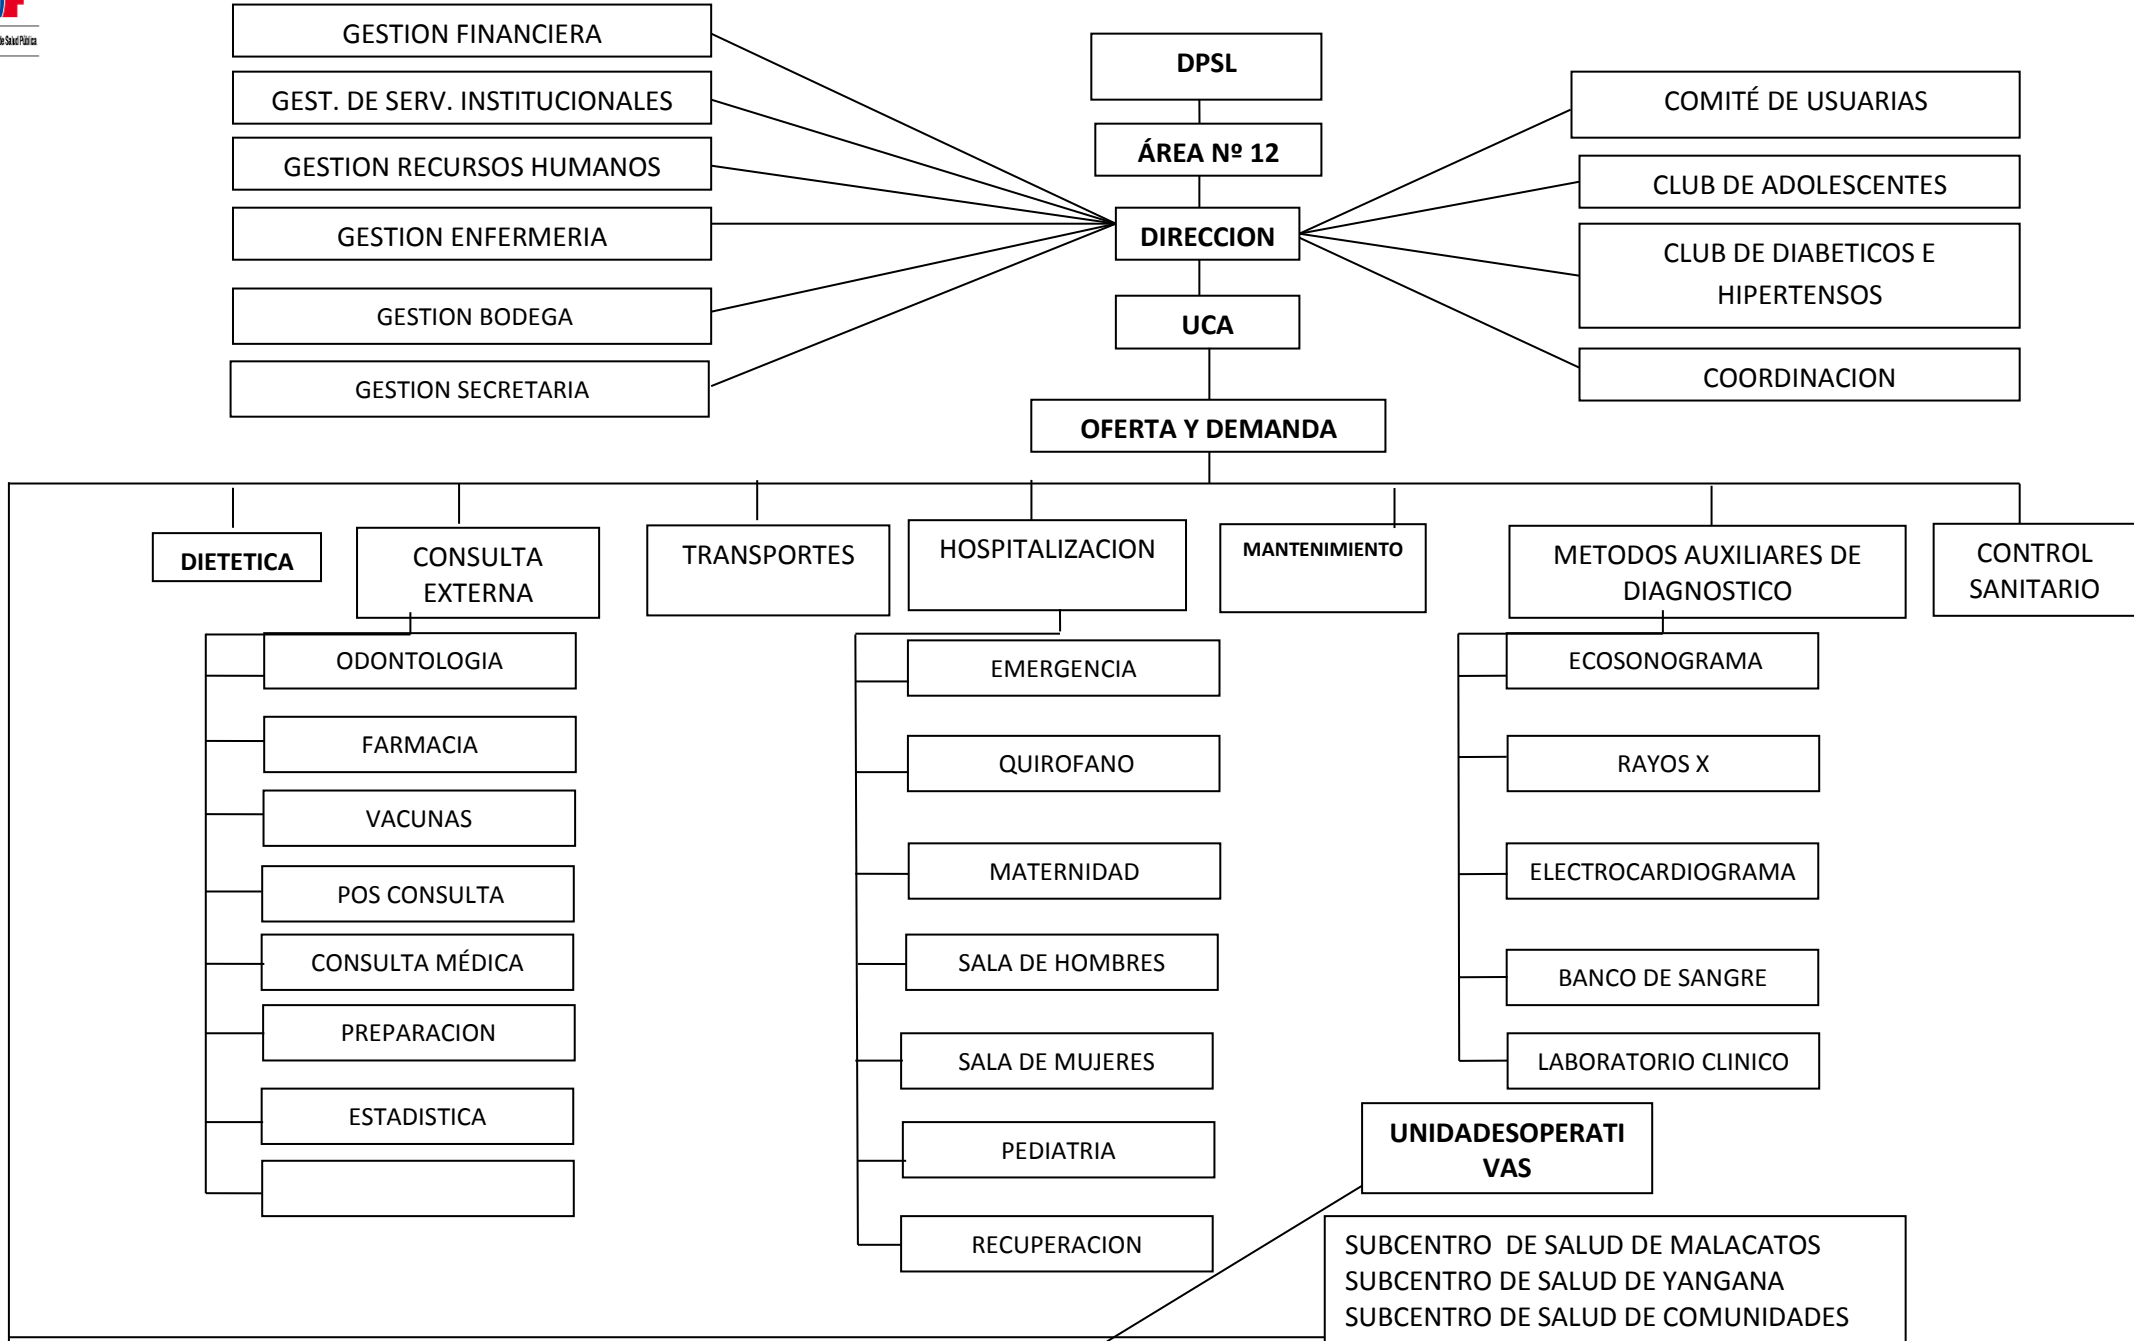 de Salud Pública
GESTION FINANCIERA
GEST. DE SERV. INSTITUCIONALES
GESTION RECURSOS HUMANOS
GESTION ENFERMERIA
GESTION BODEGA
GESTION SECRETARIA
DPSL
ÁREA Nº 12
DIRECCION
UCA
OFERTA Y DEMANDA
COMITÉ DE USUARIAS
CLUB DE ADOLESCENTES
CLUB DE DIABETICOS E
HIPERTENSOS
COORDINACION
DIETETICA
CONSULTA
EXTERNA
TRANSPORTES
HOSPITALIZACION
MANTENIMIENTO
METODOS AUXILIARES DE
DIAGNOSTICO
CONTROL
SANITARIO
ODONTOLOGIA
FARMACIA
VACUNAS
POS CONSULTA
CONSULTA MÉDICA
PREPARACION
ESTADISTICA
EMERGENCIA
QUIROFANO
MATERNIDAD
SALA DE HOMBRES
SALA DE MUJERES
PEDIATRIA
RECUPERACION
ECOSONOGRAMA
RAYOS X
ELECTROCARDIOGRAMA
BANCO DE SANGRE
LABORATORIO CLINICO
UNIDADESOPERATI
VAS
SUBCENTRO DE SALUD DE MALACATOS
SUBCENTRO DE SALUD DE YANGANA
SUBCENTRO DE SALUD DE COMUNIDADES